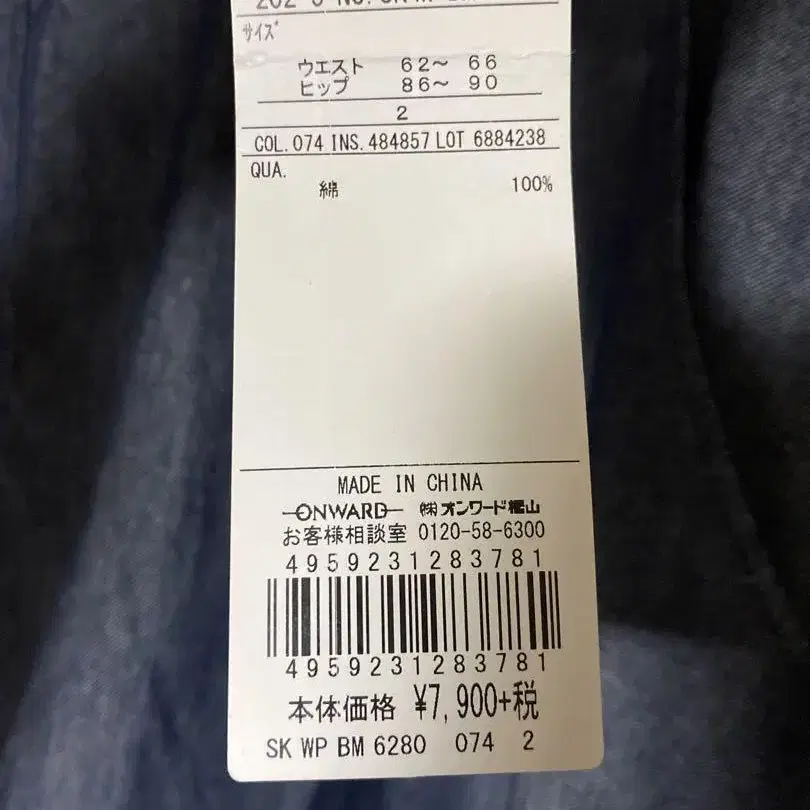 サイズ
ウエスト 62〜 66
ヒップ 86〜 90
2
COL.074 INS.484857 LOT 6884238
QUA.
綿 100%
MADE IN CHINA
ONWARD ㈱オンワード樫山
お客様相談室 0120-58-6300
4959231283781
4959231283781
本体価格 ¥7,900+税
SK WP BM 6280 074 2